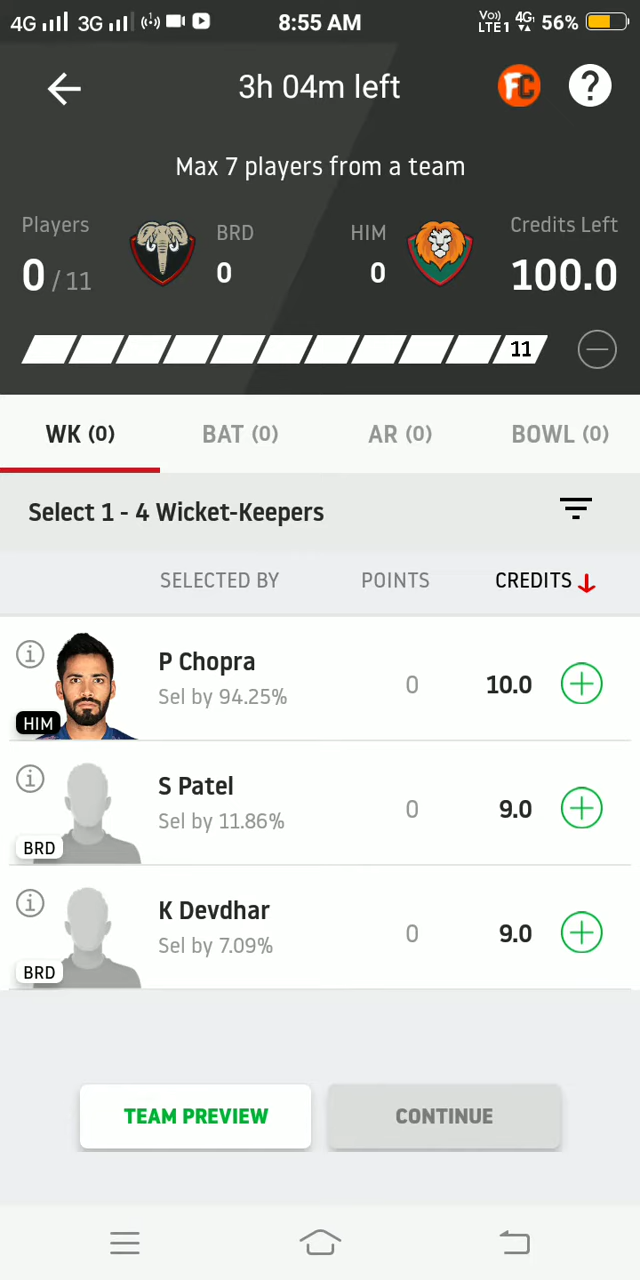 4G 3G 8:55 AM Vo) LTE1 4G 56%
3h 04m left FC ?
Max 7 players from a team
Players BRD HIM Credits Left
0 / 11 0 0 100.0
11
WK (0) BAT (0) AR (0) BOWL (0)
Select 1 - 4 Wicket-Keepers
SELECTED BY POINTS CREDITS
P Chopra
Sel by 94.25% 0 10.0
HIM
S Patel
Sel by 11.86% 0 9.0
BRD
K Devdhar
Sel by 7.09% 0 9.0
BRD
TEAM PREVIEW CONTINUE